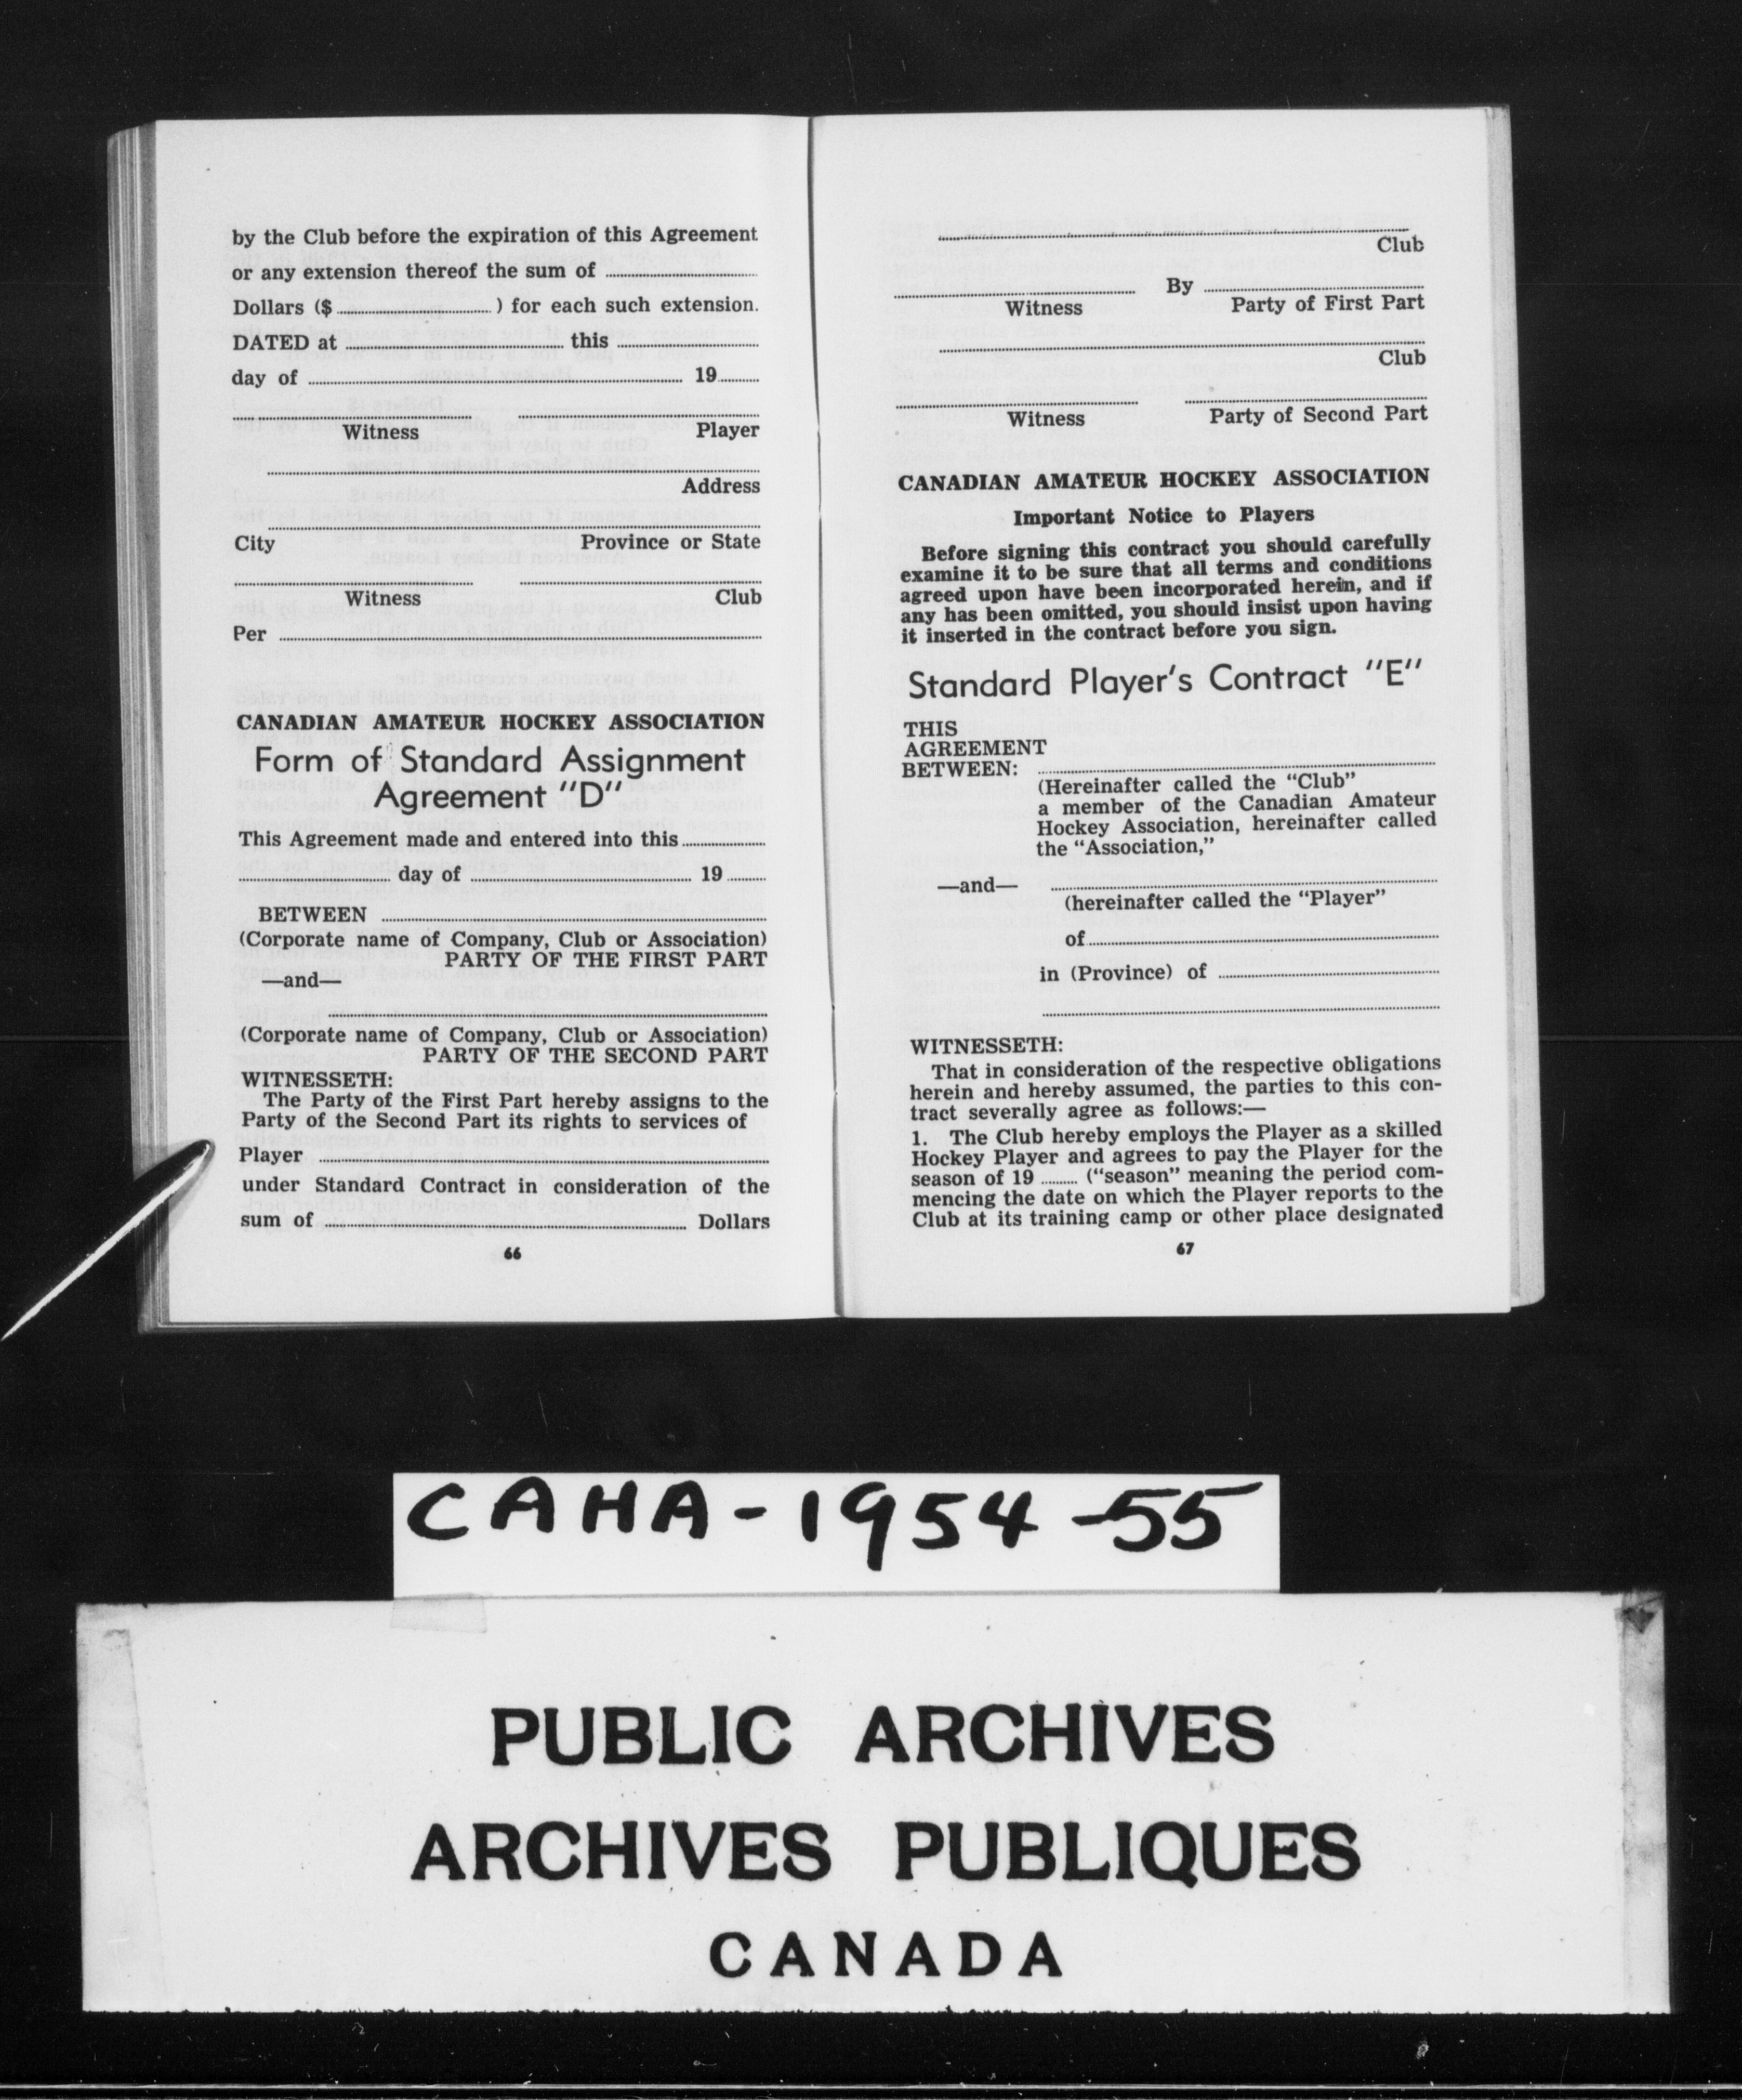 by the Club before the expiration of this Agreement
or any extension thereof the sum of ....................
Dollars ($ ....................) for each such extension.
DATED at .................... this ....................
day of .................... 19..........
Witness Player
Address
City Province or State
Witness Club
Per ....................
CANADIAN AMATEUR HOCKEY ASSOCIATION
Form of Standard Assignment
Agreement "D"
This Agreement made and entered into this....................
.................... day of .................... 19..........
BETWEEN ....................
(Corporate name of Company, Club or Association)
PARTY OF THE FIRST PART
—and—
(Corporate name of Company, Club or Association)
PARTY OF THE SECOND PART
WITNESSETH:
The Party of the First Part hereby assigns to the
Party of the Second Part its rights to services of
Player ....................
under Standard Contract in consideration of the
sum of .................... Dollars
66
Club
By ....................
Witness Party of First Part
Club
Witness Party of Second Part
CANADIAN AMATEUR HOCKEY ASSOCIATION
Important Notice to Players
Before signing this contract you should carefully
examine it to be sure that all terms and conditions
agreed upon have been incorporated herein, and if
any has been omitted, you should insist upon having
it inserted in the contract before you sign.
Standard Player's Contract "E"
THIS
AGREEMENT
BETWEEN: ....................
(Hereinafter called the "Club"
a member of the Canadian Amateur
Hockey Association, hereinafter called
the "Association,"
—and— ....................
(hereinafter called the "Player"
of....................
in (Province) of ....................
WITNESSETH:
That in consideration of the respective obligations
herein and hereby assumed, the parties to this con-
tract severally agree as follows:—
1. The Club hereby employs the Player as a skilled
Hockey Player and agrees to pay the Player for the
season of 19 .......... ("season" meaning the period com-
mencing the date on which the Player reports to the
Club at its training camp or other place designated
67
CAHA-1954-55
PUBLIC ARCHIVES
ARCHIVES PUBLIQUES
CANADA